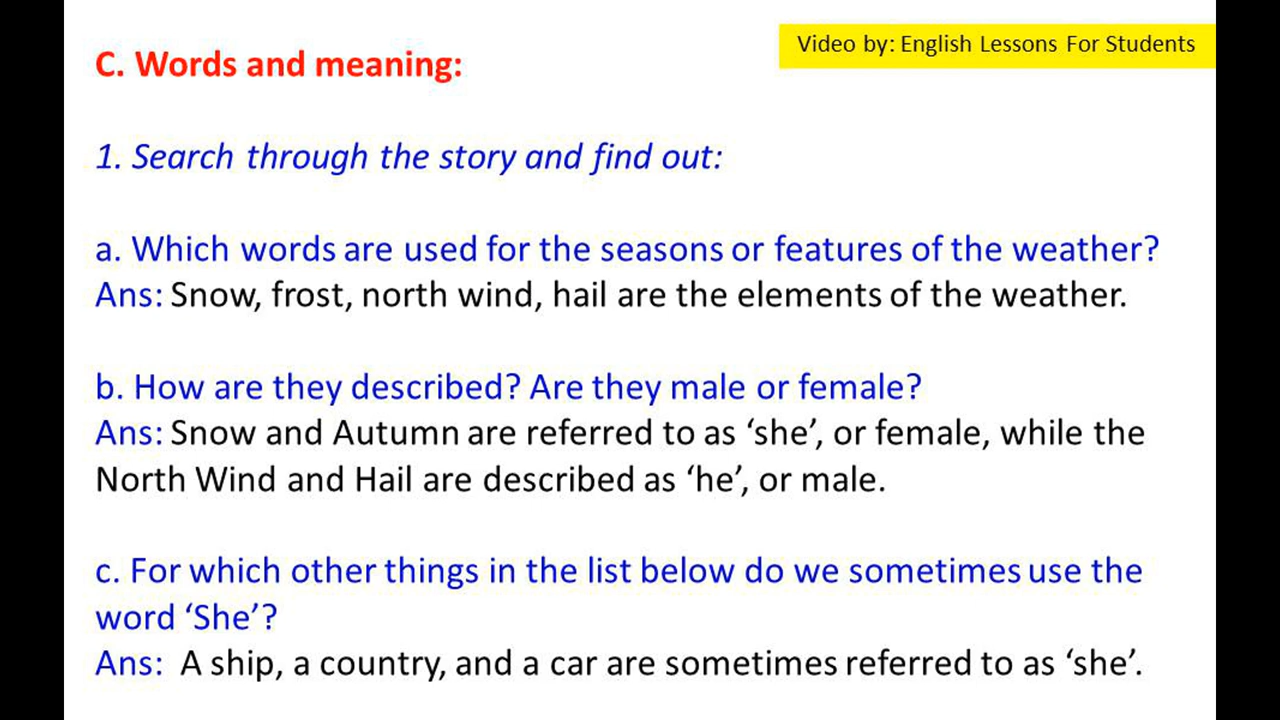 Video by: English Lessons For Students
C. Words and meaning:
1. Search through the story and find out:
a. Which words are used for the seasons or features of the weather?
Ans: Snow, frost, north wind, hail are the elements of the weather.
b. How are they described? Are they male or female?
Ans: Snow and Autumn are referred to as ‘she’, or female, while the
North Wind and Hail are described as ‘he’, or male.
c. For which other things in the list below do we sometimes use the
word ‘She’?
Ans: A ship, a country, and a car are sometimes referred to as ‘she’.